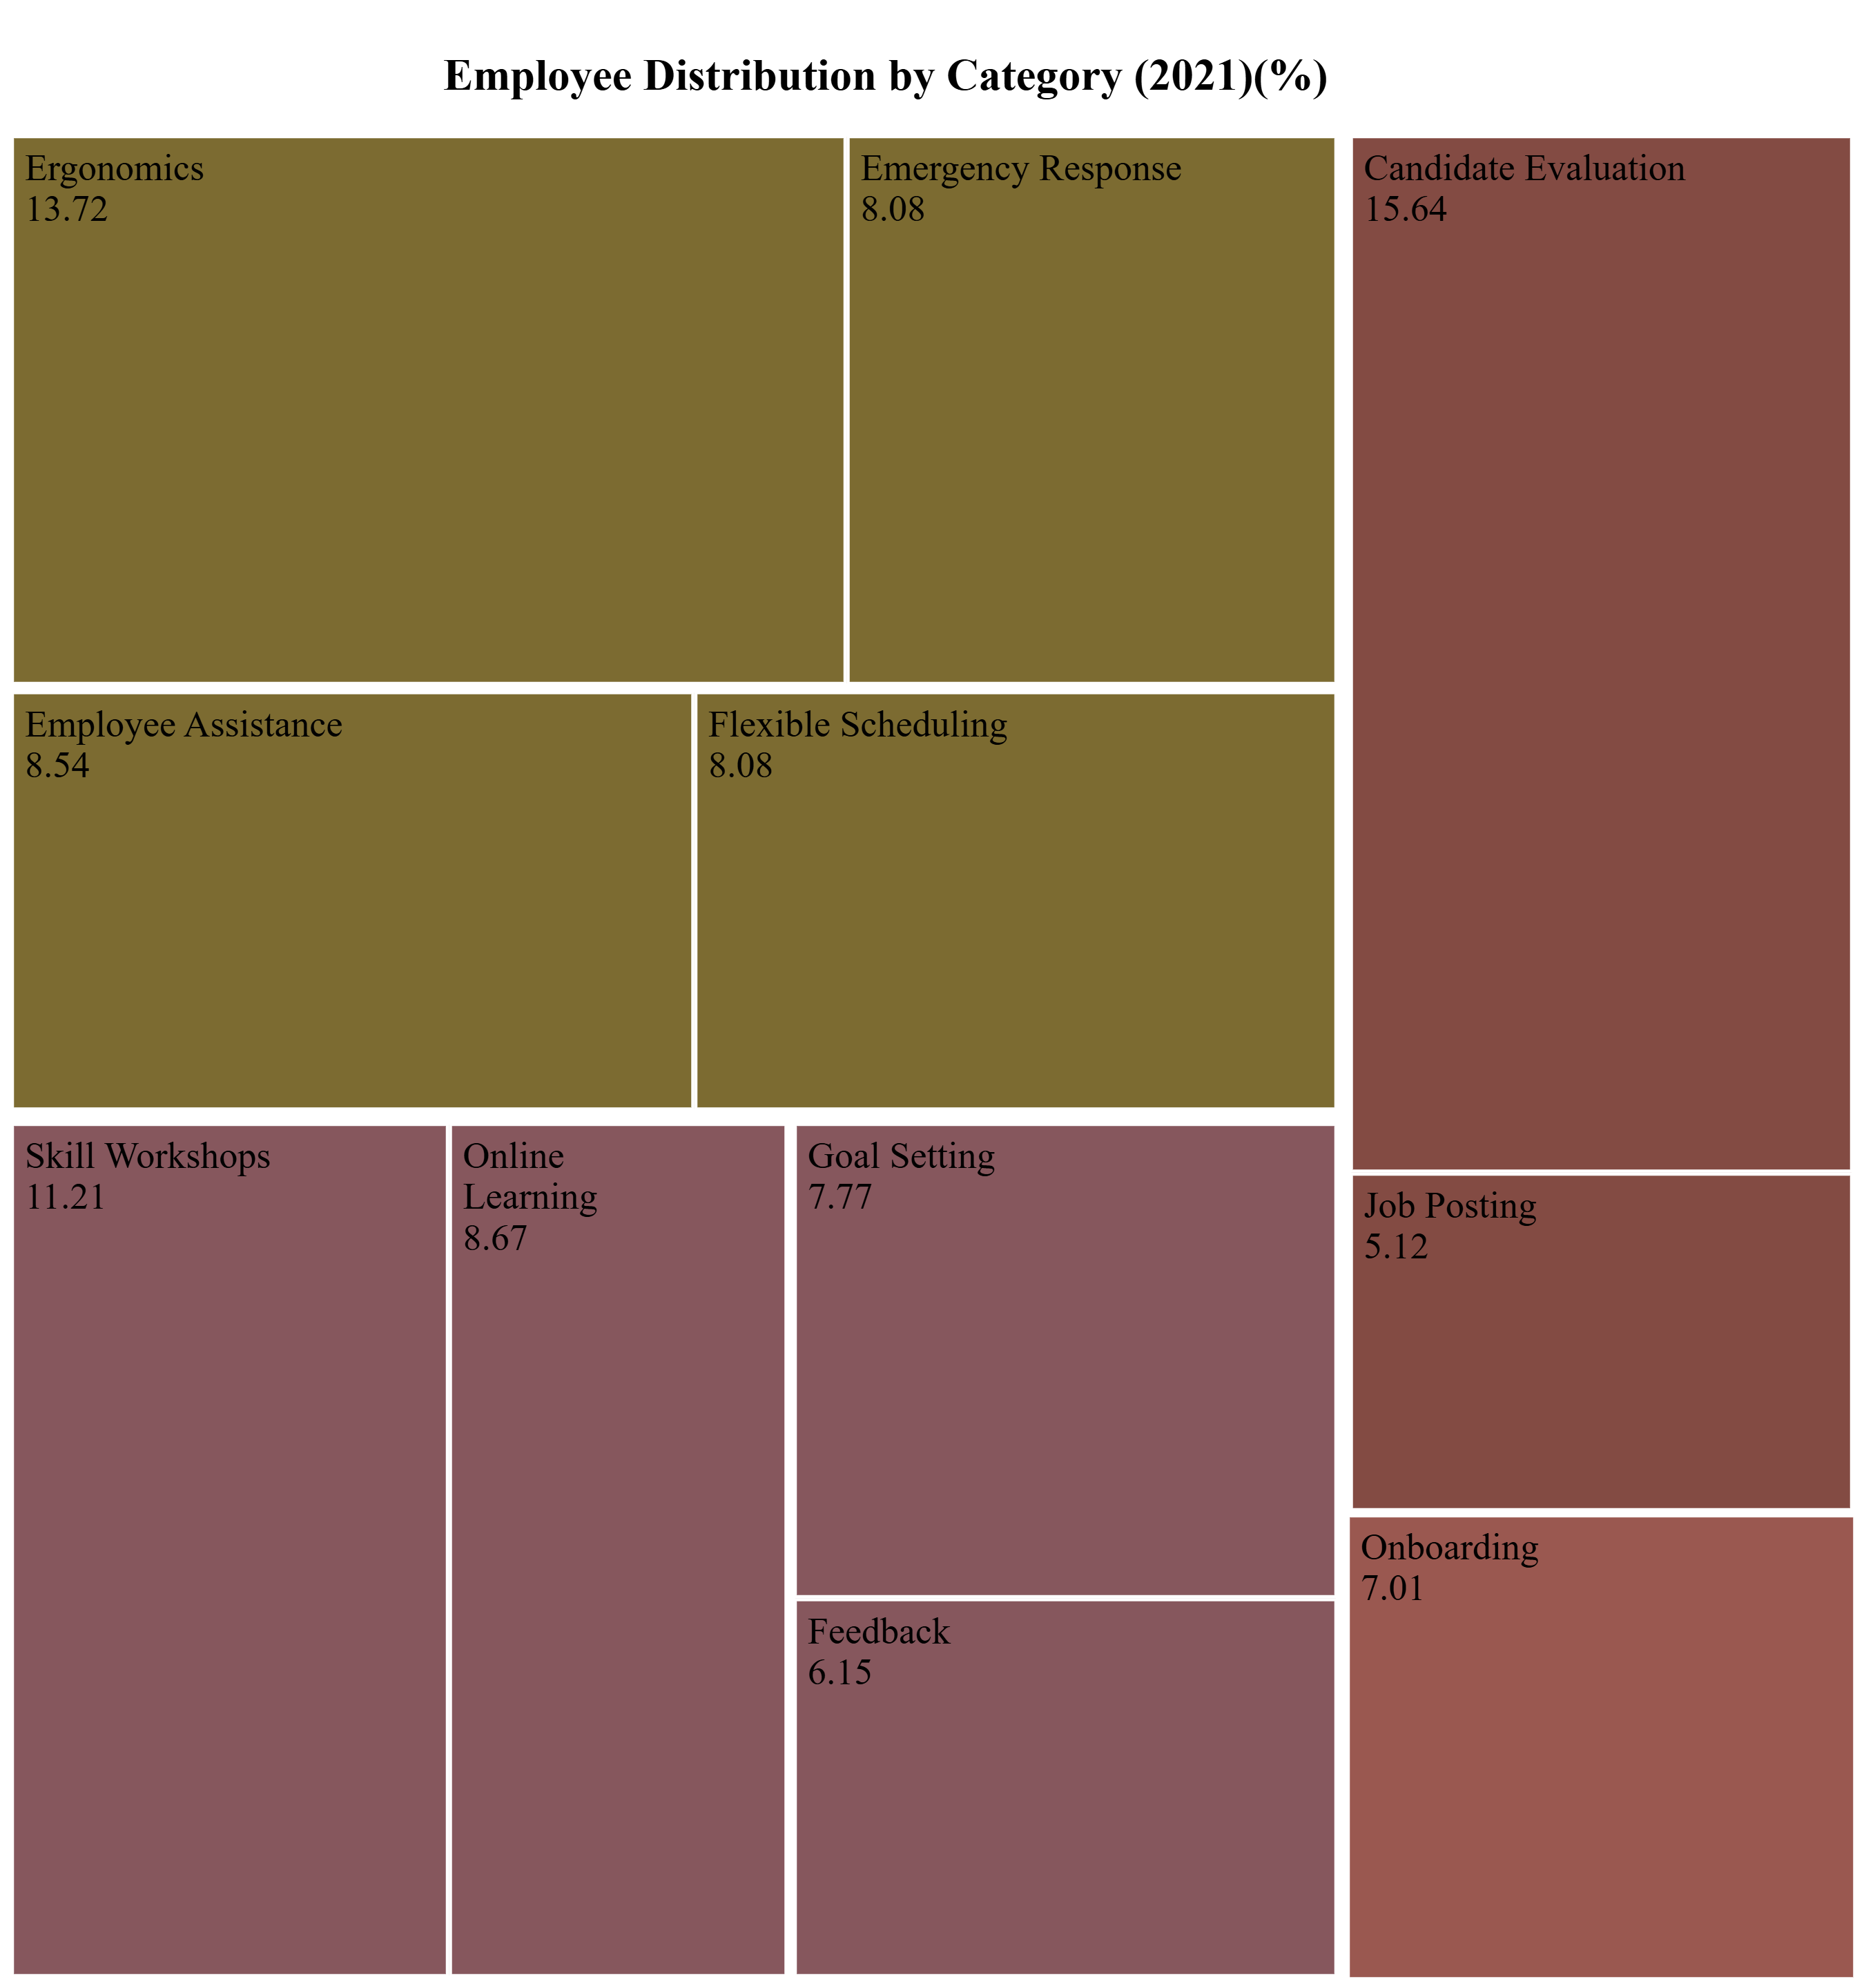 Employee Distribution by Category (2021)(%)
Ergonomics
13.72
Emergency Response
8.08
Candidate Evaluation
15.64
Employee Assistance
8.54
Flexible Scheduling
8.08
Skill Workshops
11.21
Online
Learning
8.67
Goal Setting
7.77
Job Posting
5.12
Onboarding
7.01
Feedback
6.15